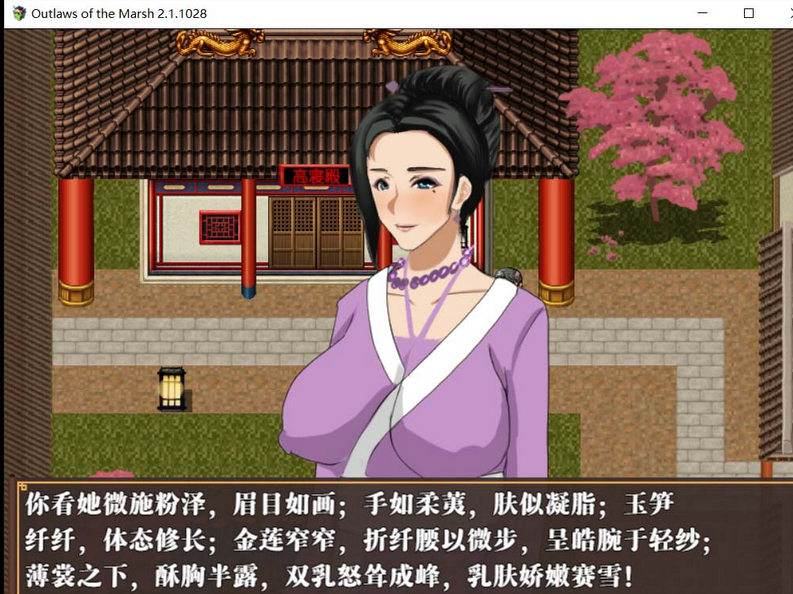 Outlaws of the Marsh 2.1.1028
高寢殿
你看她微施粉泽，眉目如画；手如柔荑，肤似凝脂；玉笋
纤纤，体态修长；金莲窄窄，折纤腰以微步，呈皓腕于轻纱；
薄裳之下，酥胸半露，双乳怒耸成峰，乳肤娇嫩赛雪！